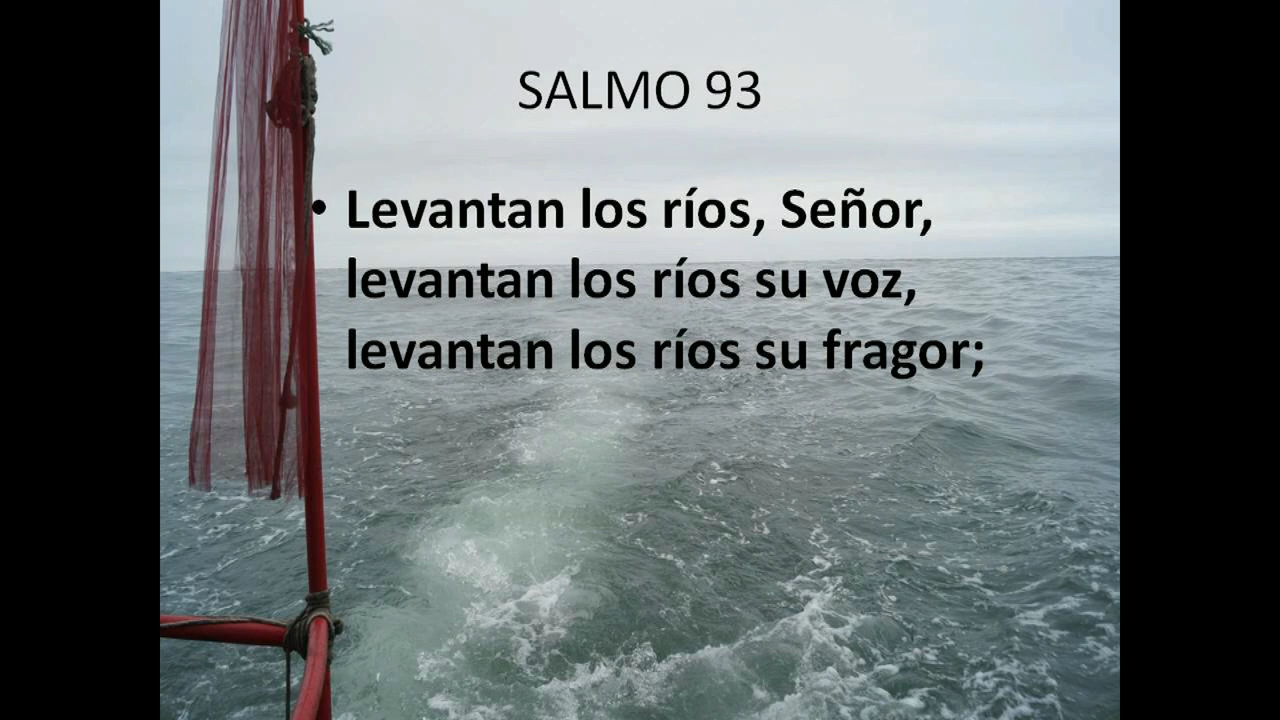 SALMO 93
• Levantan los ríos, Señor,
levantan los ríos su voz,
levantan los ríos su fragor;